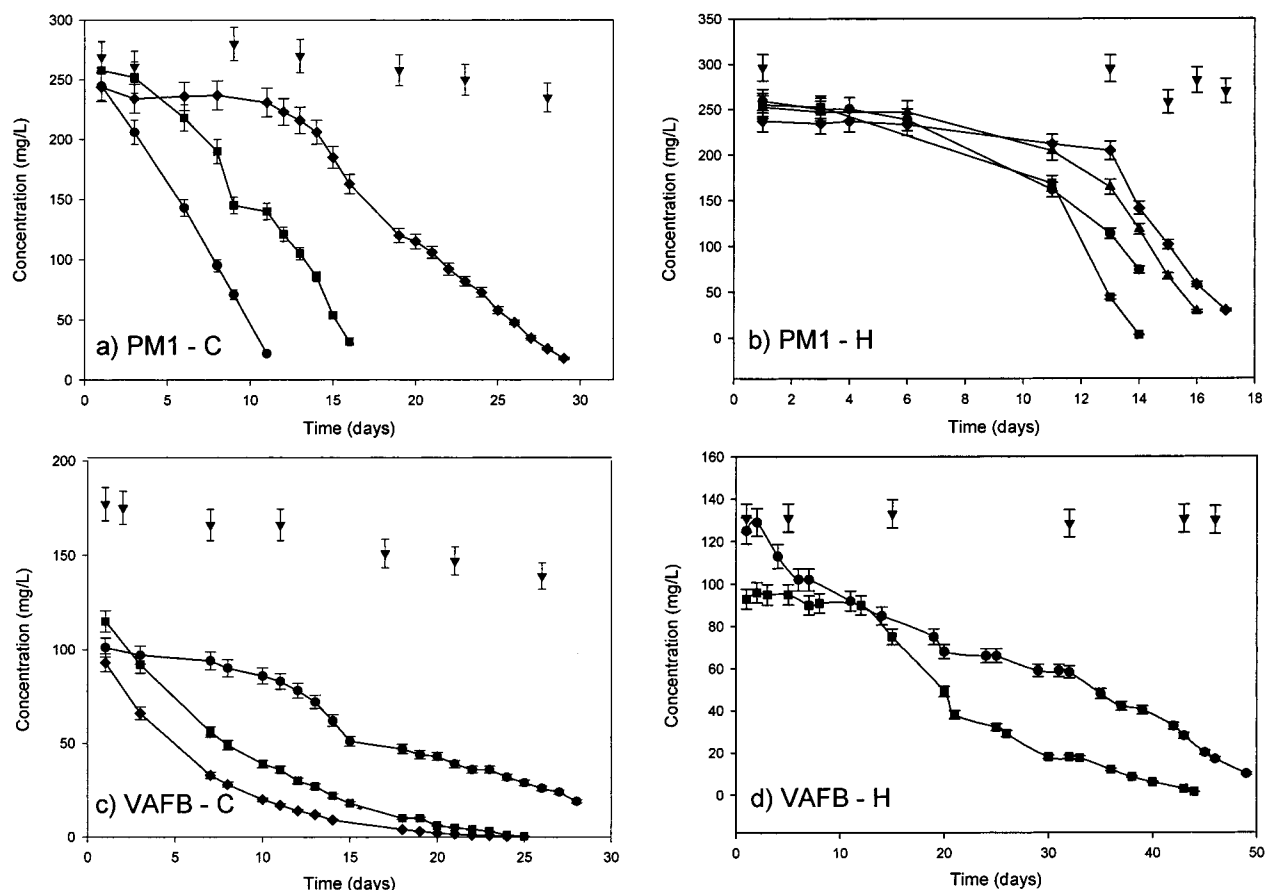 300
250
200
150
100
50
0
Concentration (mg/L)
a) PM1 - C
0 5 10 15 20 25 30
Time (days)
350
300
250
200
150
100
50
0
Concentration (mg/L)
b) PM1 - H
0 2 4 6 8 10 12 14 16 18
Time (days)
200
150
100
50
0
Concentration (mg/L)
c) VAFB - C
0 5 10 15 20 25 30
Time (days)
160
140
120
100
80
60
40
20
0
Concentration (mg/L)
d) VAFB - H
0 10 20 30 40 50
Time (days)